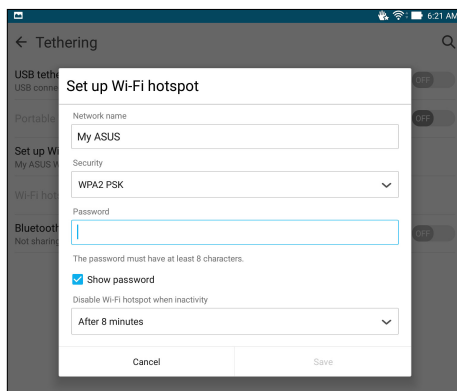 6:21 AM
Tethering
USB tethe
OFF
USB conne
Portable
OFF
Set up Wi
My ASUS W
Wi-Fi hot
Bluetooth
OFF
Not sharing
Set up Wi-Fi hotspot
Network name
My ASUS
Security
WPA2 PSK
Password
The password must have at least 8 characters.
Show password
Disable Wi-Fi hotspot when inactivity
After 8 minutes
Cancel
Save